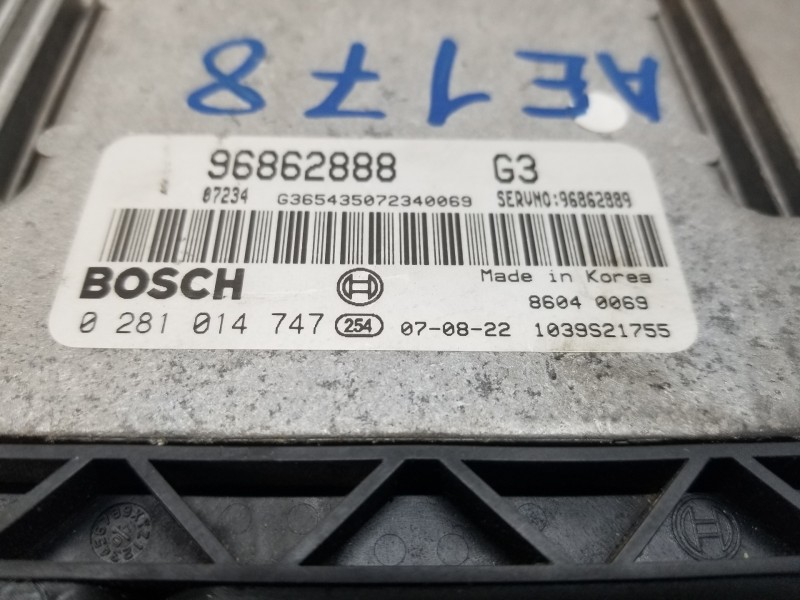 AE178
96862888 G3
07234 G365435072340069 SERVNO:96862889
BOSCH Made in Korea
8604 0069
0 281 014 747 254 07-08-22 1039S21755